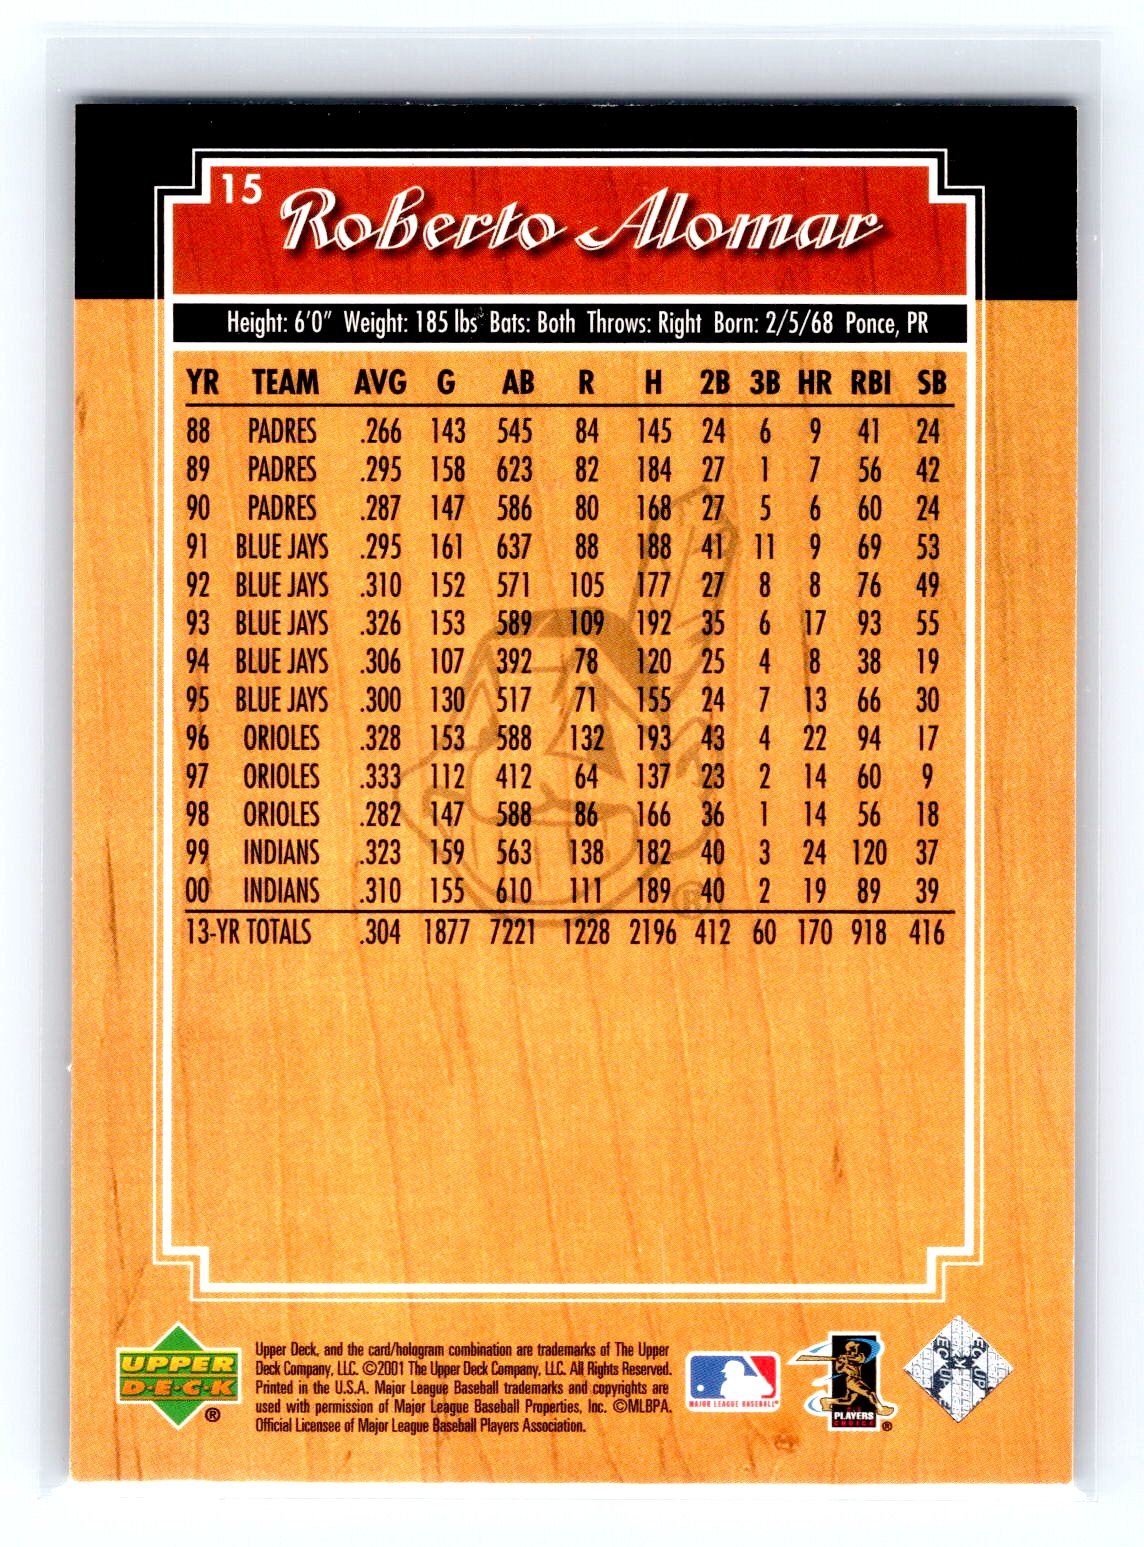 15
Roberto Alomar
Height: 6'0" Weight: 185 lbs Bats: Both Throws: Right Born: 2/5/68 Ponce, PR
YR TEAM AVG G AB R H 2B 3B HR RBI SB
88 PADRES .266 143 545 84 145 24 6 9 41 24
89 PADRES .295 158 623 82 184 27 1 7 56 42
90 PADRES .287 147 586 80 168 27 5 6 60 24
91 BLUE JAYS .295 161 637 88 188 41 11 9 69 53
92 BLUE JAYS .310 152 571 105 177 27 8 8 76 49
93 BLUE JAYS .326 153 589 109 192 35 6 17 93 55
94 BLUE JAYS .306 107 392 78 120 25 4 8 38 19
95 BLUE JAYS .300 130 517 71 155 24 7 13 66 30
96 ORIOLES .328 153 588 132 193 43 4 22 94 17
97 ORIOLES .333 112 412 64 137 23 2 14 60 9
98 ORIOLES .282 147 588 86 166 36 1 14 56 18
99 INDIANS .323 159 563 138 182 40 3 24 120 37
00 INDIANS .310 155 610 111 189 40 2 19 89 39
13-YR TOTALS .304 1877 7221 1228 2196 412 60 170 918 416
UPPER
D·E·C·K
®
Upper Deck, and the card/hologram combination are trademarks of The Upper
Deck Company, LLC. ©2001 The Upper Deck Company, LLC. All Rights Reserved.
Printed in the U.S.A. Major League Baseball trademarks and copyrights are
used with permission of Major League Baseball Properties, Inc. ©MLBPA.
Official Licensee of Major League Baseball Players Association.
MAJOR LEAGUE BASEBALL®
PLAYERS
CHOICE
®